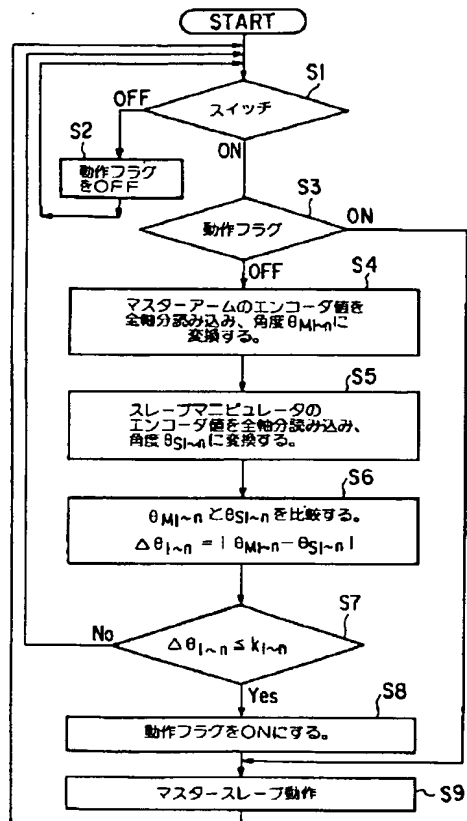 START
S1
スイッチ
OFF
ON
S2
動作フラグ
をOFF
S3
動作フラグ
ON
OFF
S4
マスターアームのエンコーダ値を
全軸分読み込み、角度θM1~nに
変換する。
S5
スレーブマニピュレータの
エンコーダ値を全軸分読み込み、
角度θS1~nに変換する。
S6
θM1~nとθS1~nを比較する。
Δθ1~n = | θM1~n - θS1~n |
S7
No
Δθ1~n ≦ k1~n
Yes
S8
動作フラグをONにする。
マスタースレーブ動作
S9